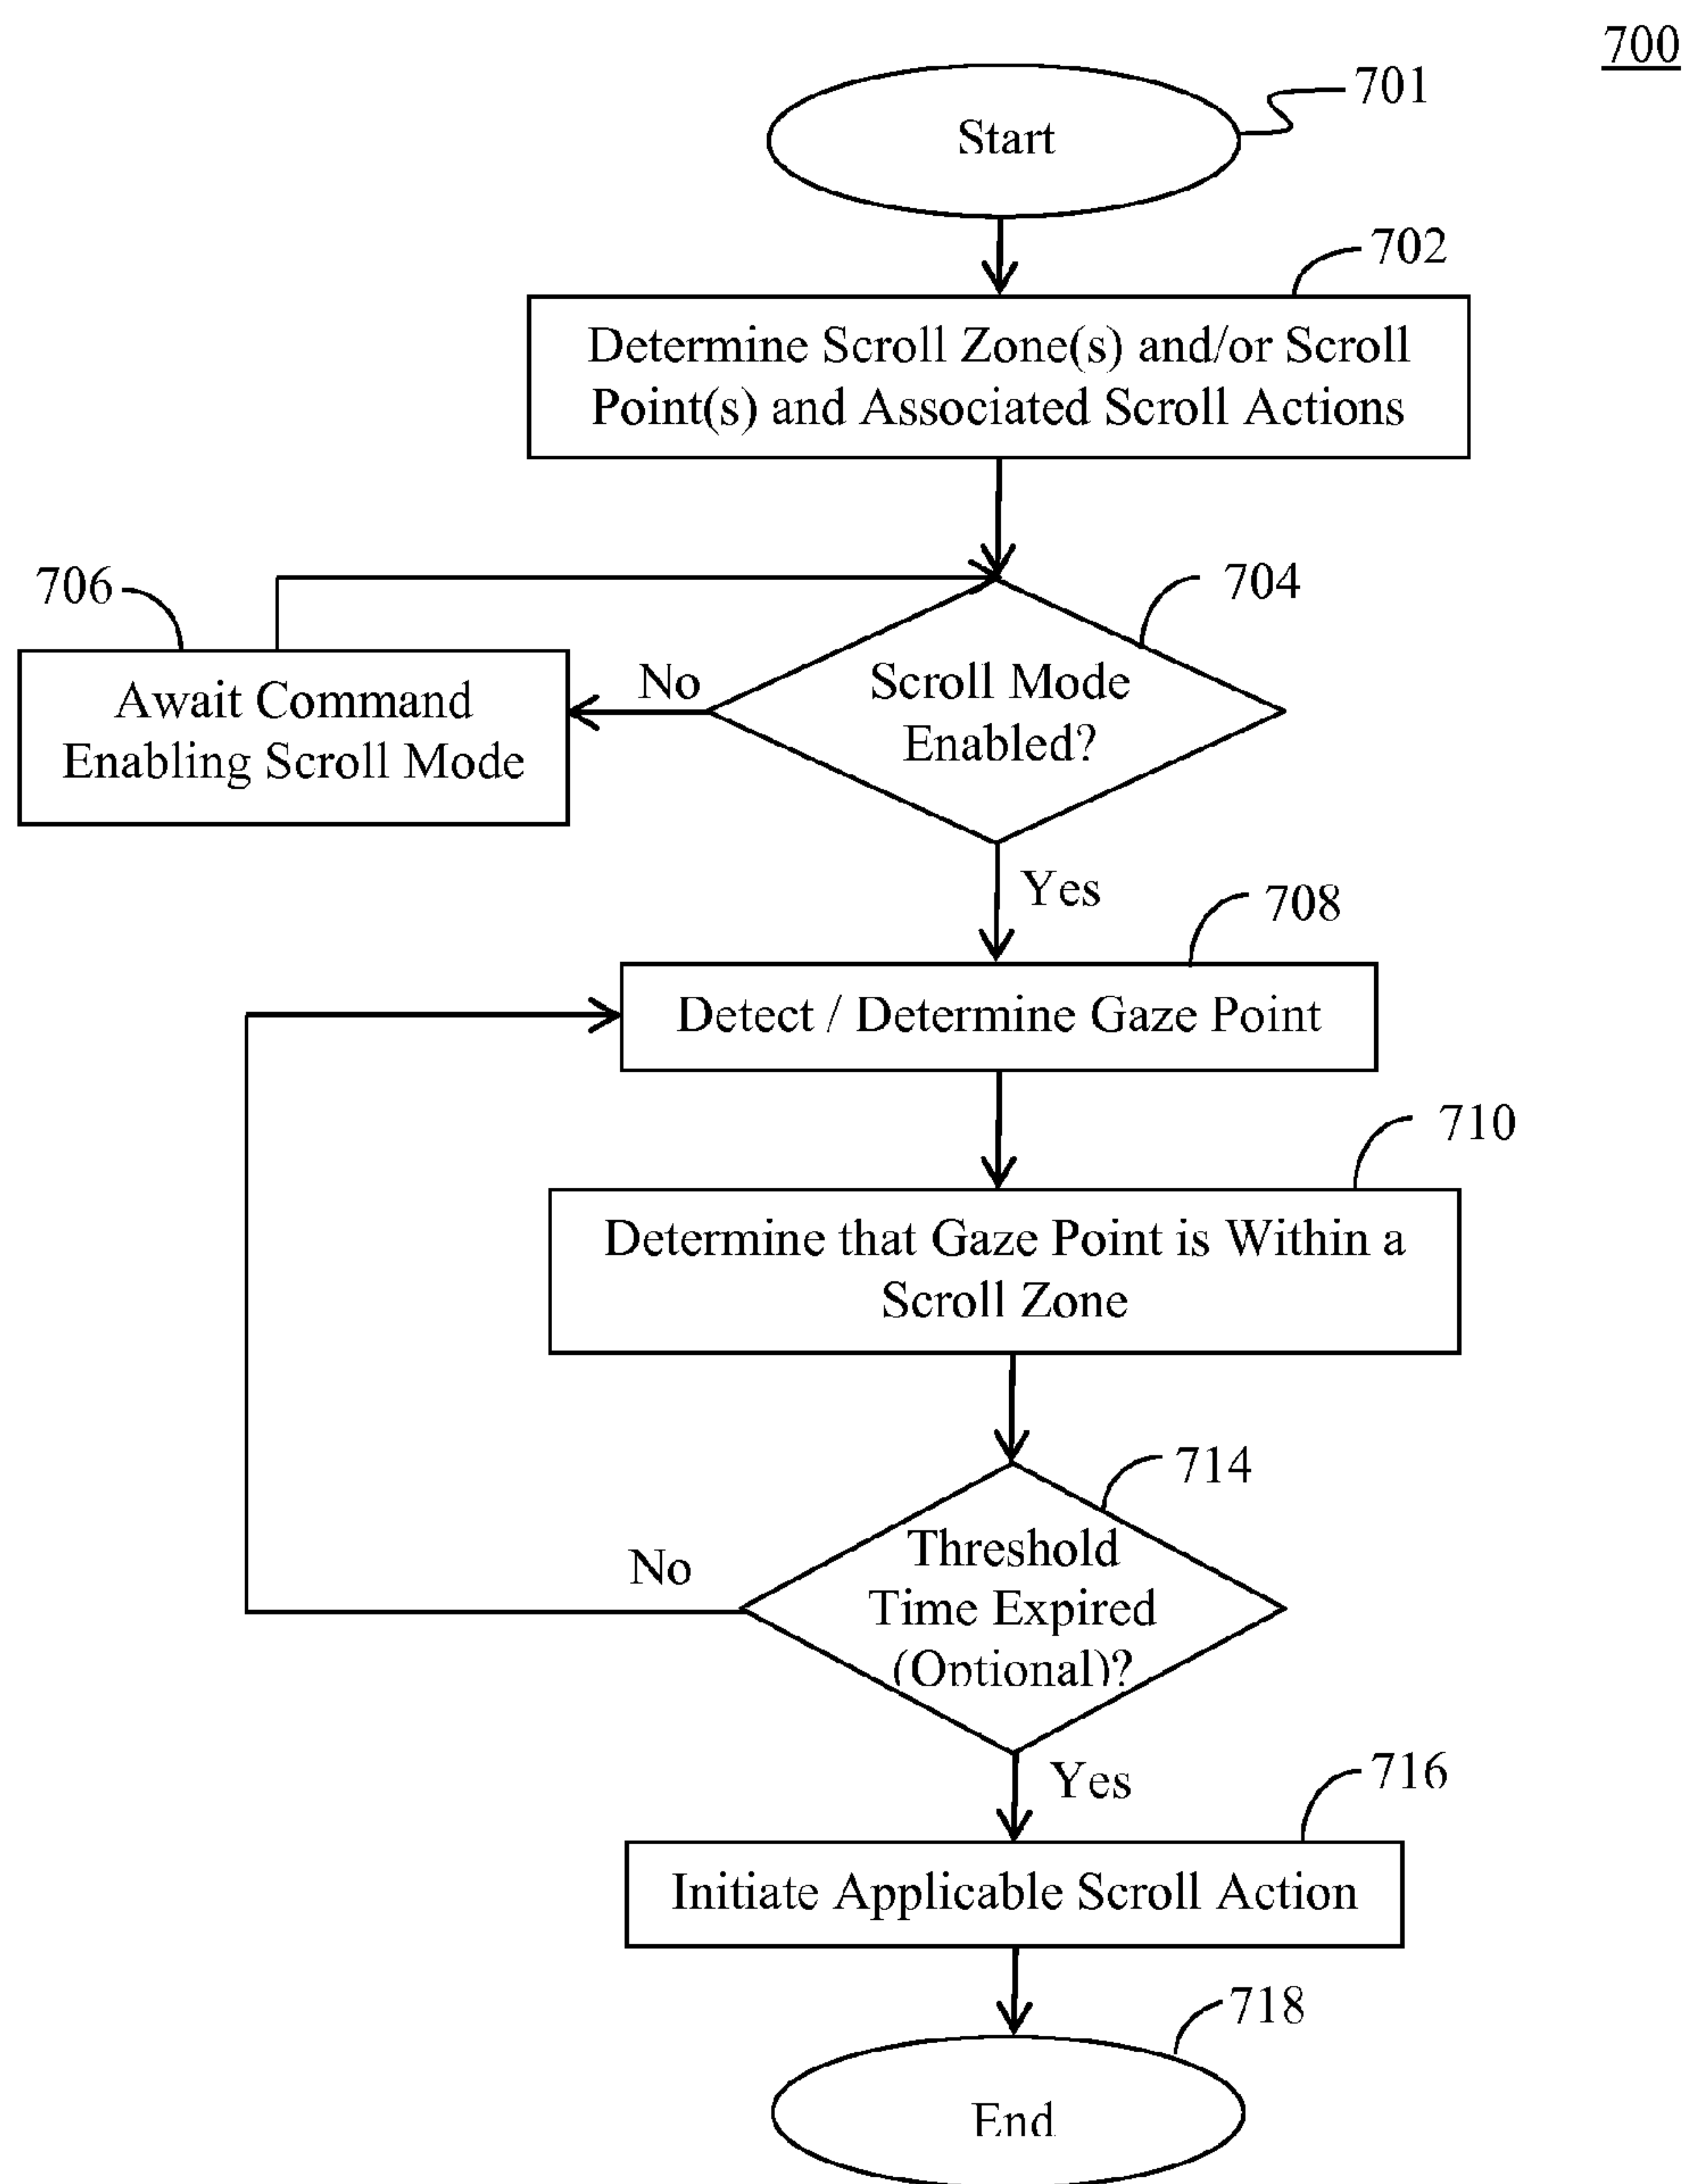 700
701
Start
702
Determine Scroll Zone(s) and/or Scroll
Point(s) and Associated Scroll Actions
706
704
Await Command
Enabling Scroll Mode
No
Scroll Mode
Enabled?
Yes
708
Detect / Determine Gaze Point
710
Determine that Gaze Point is Within a
Scroll Zone
714
No
Threshold
Time Expired
(Optional)?
Yes
716
Initiate Applicable Scroll Action
718
End